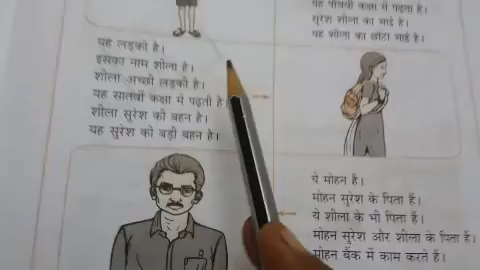 यह पाँचवीं कक्षा में पढ़ता है।
सुरेश शीला का भाई है।
यह शीला का छोटा भाई है।
यह लड़की है।
इसका नाम शीला है।
शीला अच्छी लड़की है।
यह सातवीं कक्षा में पढ़ती है
शीला सुरेश की बहन है।
यह सुरेश की बड़ी बहन है।
ये मोहन हैं।
मोहन सुरेश के पिता हैं।
ये शीला के भी पिता हैं।
मोहन सुरेश और शीला के पिता हैं।
मोहन बैंक में काम करते हैं।